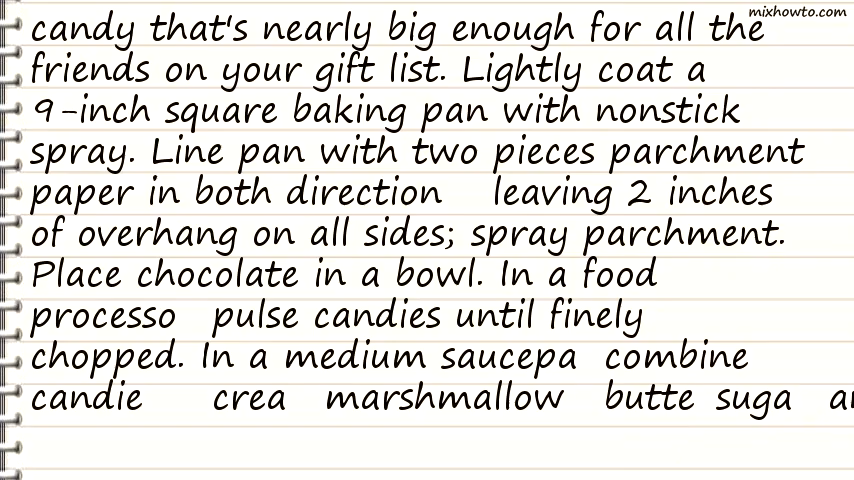 mixhowto.com
candy that's nearly big enough for all the
friends on your gift list. Lightly coat a
9-inch square baking pan with nonstick
spray. Line pan with two pieces parchment
paper in both direction leaving 2 inches
of overhang on all sides; spray parchment.
Place chocolate in a bowl. In a food
processo pulse candies until finely
chopped. In a medium saucepa combine
candie crea marshmallow butte suga